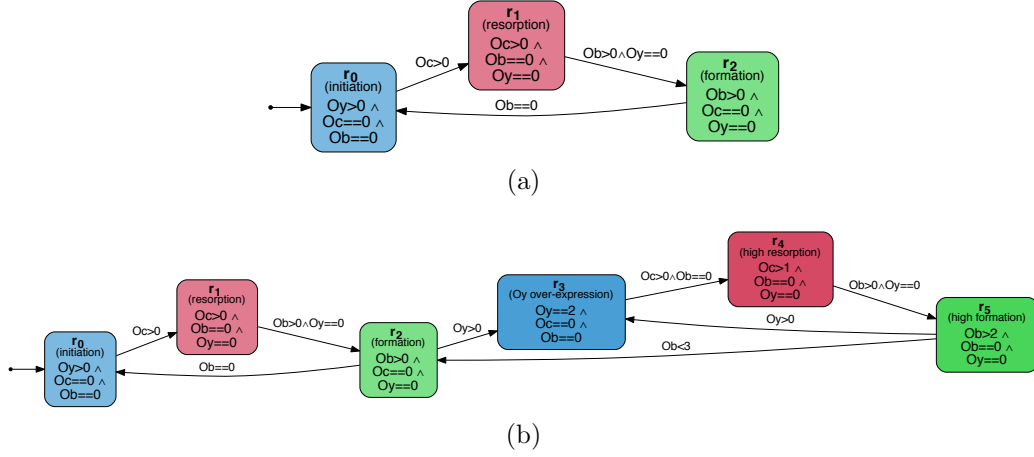 r1
(resorption)
Oc>0 ∧
Ob==0 ∧
Oy==0
Oc>0
Ob>0∧Oy==0
r0
(initiation)
Oy>0 ∧
Oc==0 ∧
Ob==0
r2
(formation)
Ob>0 ∧
Oc==0 ∧
Oy==0
Ob==0
(a)
r4
(high resorption)
Oc>1 ∧
Ob==0 ∧
Oy==0
r1
(resorption)
Oc>0 ∧
Ob==0 ∧
Oy==0
r3
(Oy over-expression)
Oy==2 ∧
Oc==0 ∧
Ob==0
Oc>0∧Ob==0
Ob>0∧Oy==0
r5
(high formation)
Ob>2 ∧
Ob==0 ∧
Oy==0
Oc>0
Ob>0∧Oy==0
Oy>0
Oy>0
r0
(initiation)
Oy>0 ∧
Oc==0 ∧
Ob==0
r2
(formation)
Ob>0 ∧
Oc==0 ∧
Oy==0
Ob==0
Ob<3
(b)